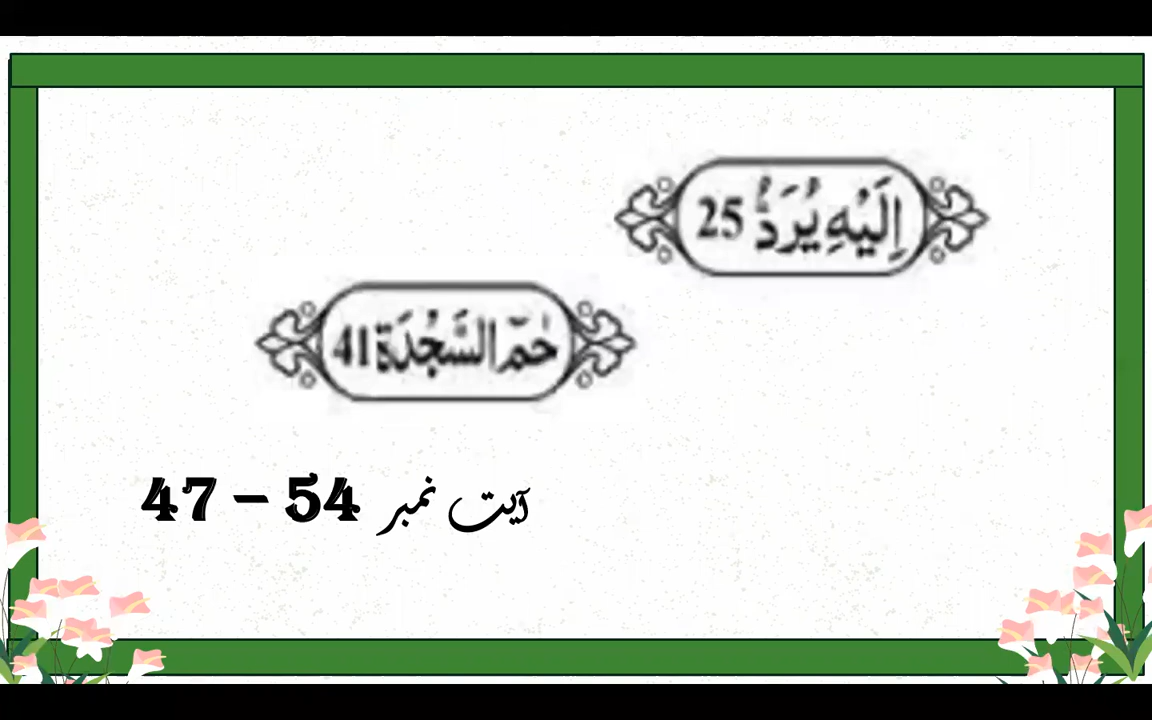 اِلَيْهِ يُرَدُّ 25
حٰمٓ السَّجْدَة 41
آیت نمبر 54 – 47